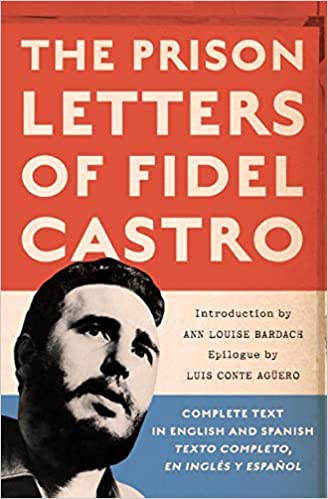 THE PRISON
LETTERS
OF FIDEL
CASTRO
Introduction by
ANN LOUISE BARDACH
Epilogue by
LUIS CONTE AGÜERO
COMPLETE TEXT
IN ENGLISH AND SPANISH
TEXTO COMPLETO,
EN INGLÉS Y ESPAÑOL